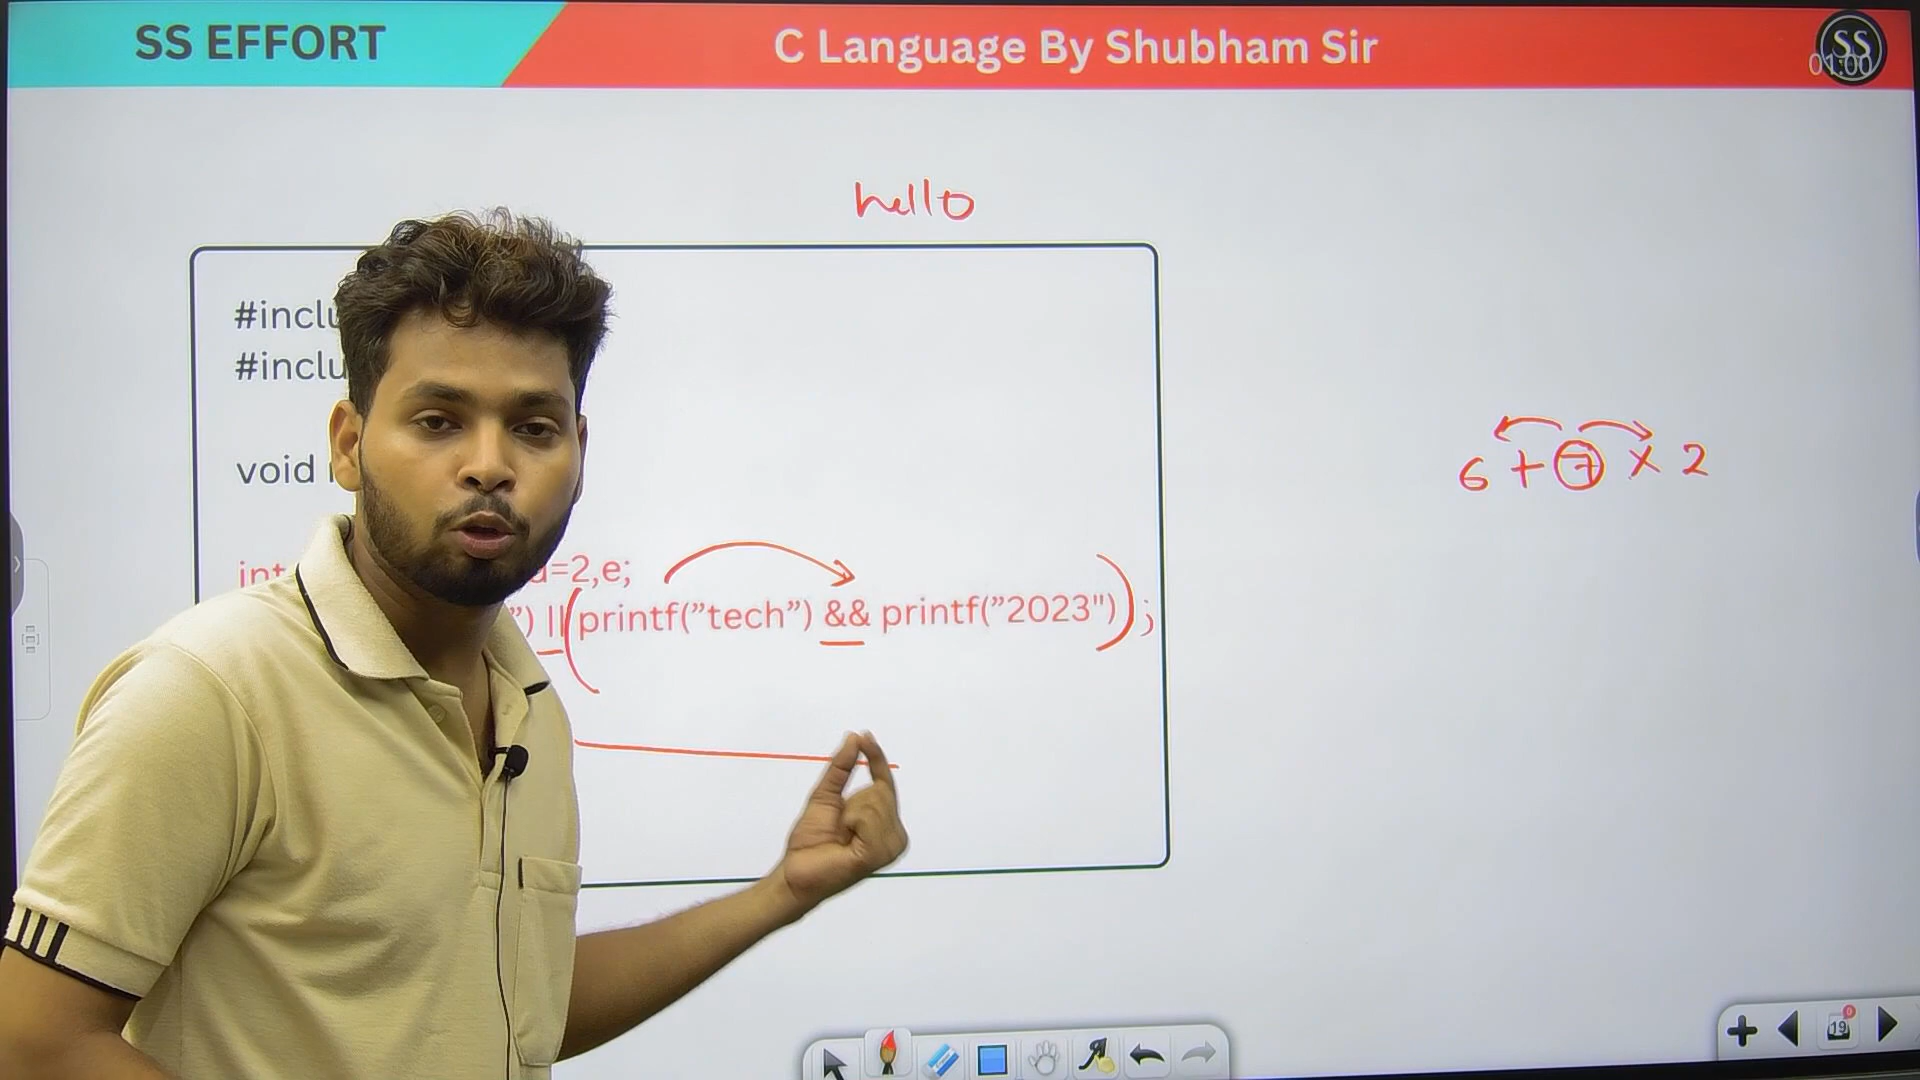 SS EFFORT
C Language By Shubham Sir
SS
01:00
hello
#inclu
#inclu
void
6 + 7 × 2
int =2,e;
”) || (printf(”tech”) && printf(”2023") ) ;
19